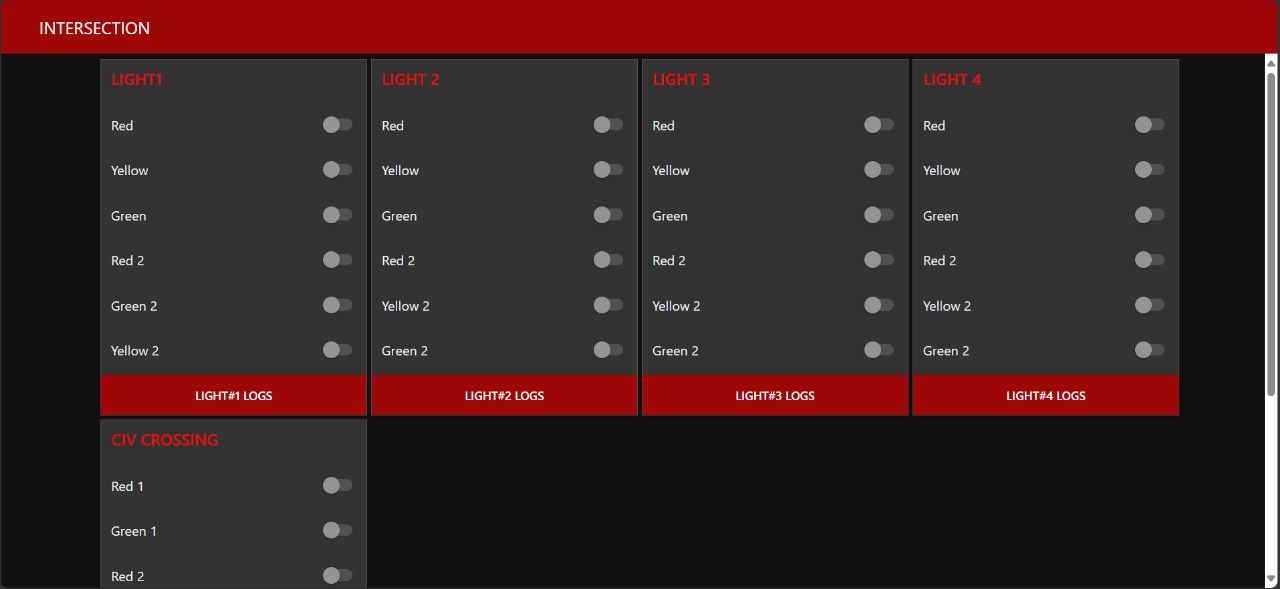 INTERSECTION
LIGHT1
Red
Yellow
Green
Red 2
Green 2
Yellow 2
LIGHT#1 LOGS
LIGHT 2
Red
Yellow
Green
Red 2
Yellow 2
Green 2
LIGHT#2 LOGS
LIGHT 3
Red
Yellow
Green
Red 2
Yellow 2
Green 2
LIGHT#3 LOGS
LIGHT 4
Red
Yellow
Green
Red 2
Yellow 2
Green 2
LIGHT#4 LOGS
CIV CROSSING
Red 1
Green 1
Red 2